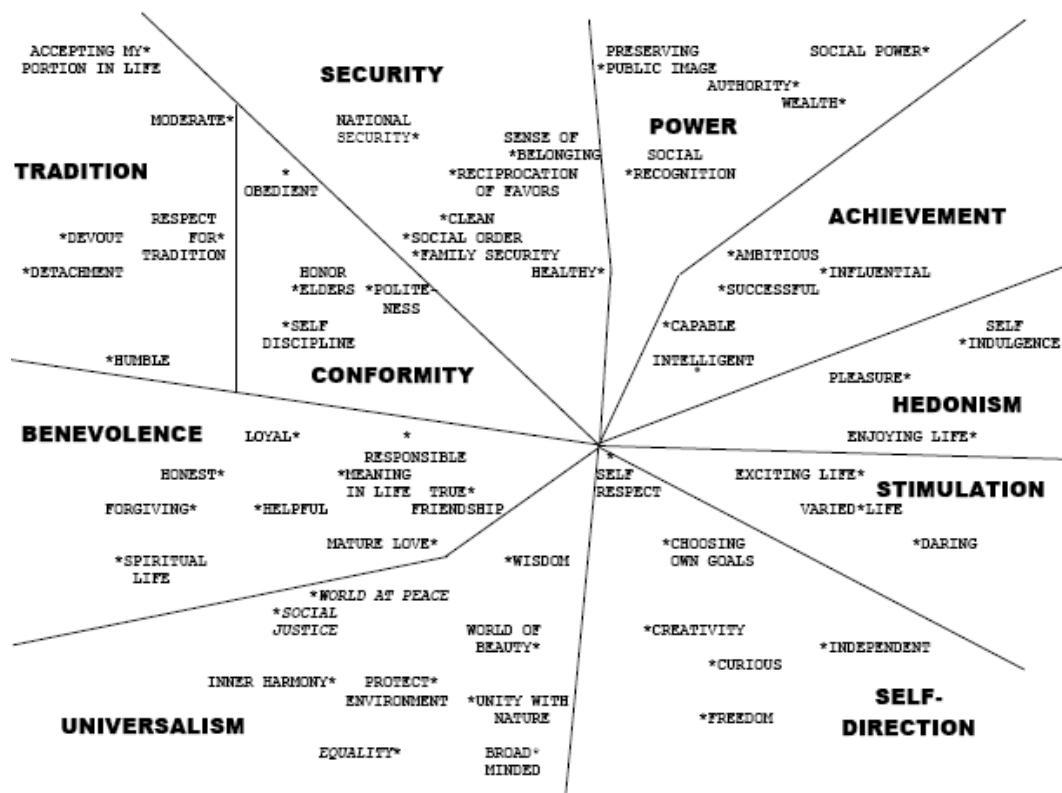 ACCEPTING MY*
PORTION IN LIFE
SECURITY
PRESERVING
*PUBLIC IMAGE
SOCIAL POWER*
AUTHORITY*
WEALTH*
MODERATE*
NATIONAL
SECURITY*
POWER
SENSE OF
*BELONGING
SOCIAL
*RECOGNITION
TRADITION
*
OBEDIENT
*RECIPROCATION
OF FAVORS
RESPECT
FOR*
TRADITION
*DEVOUT
*DETACHMENT
*CLEAN
*SOCIAL ORDER
*FAMILY SECURITY
HEALTHY*
ACHIEVEMENT
*AMBITIOUS
*INFLUENTIAL
*SUCCESSFUL
HONOR
*ELDERS
*POLITE-
NESS
*SELF
DISCIPLINE
*CAPABLE
INTELLIGENT
*
SELF
*INDULGENCE
*HUMBLE
CONFORMITY
PLEASURE*
HEDONISM
ENJOYING LIFE*
BENEVOLENCE
LOYAL*
*
RESPONSIBLE
HONEST*
*MEANING
IN LIFE
TRUE*
FRIENDSHIP
*
SELF
RESPECT
EXCITING LIFE*
STIMULATION
VARIED*LIFE
*DARING
FORGIVING*
*HELPFUL
MATURE LOVE*
*SPIRITUAL
LIFE
*WISDOM
*CHOOSING
OWN GOALS
*WORLD AT PEACE
*SOCIAL
JUSTICE
WORLD OF
BEAUTY*
*CREATIVITY
*INDEPENDENT
*CURIOUS
INNER HARMONY*
PROTECT*
ENVIRONMENT
*UNITY WITH
NATURE
*FREEDOM
SELF-
DIRECTION
UNIVERSALISM
EQUALITY*
BROAD*
MINDED